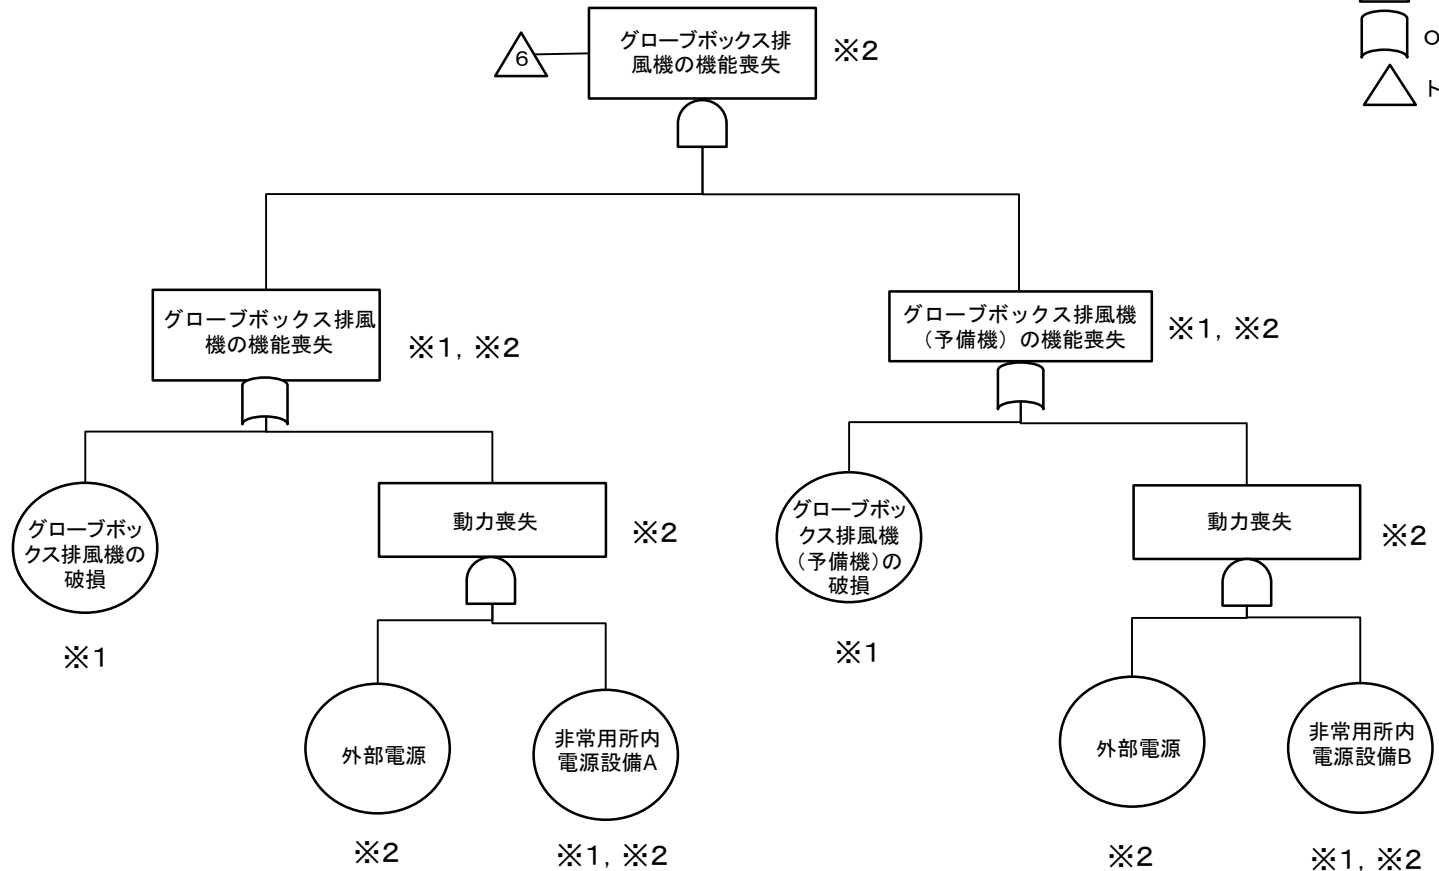 グローブボックス排
風機の機能喪失
※2
6
O
ト
グローブボックス排風
機の機能喪失
※1, ※2
グローブボックス排風機
(予備機)の機能喪失
※1, ※2
グローブボッ
クス排風機の
破損
※1
動力喪失
※2
グローブボッ
クス排風機
(予備機)の
破損
※1
動力喪失
※2
外部電源
※2
非常用所内
電源設備A
※1, ※2
外部電源
※2
非常用所内
電源設備B
※1, ※2